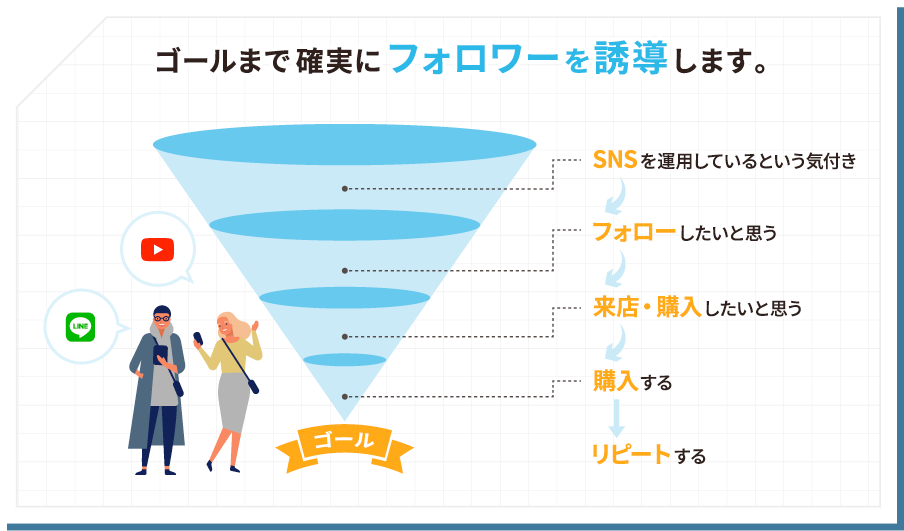 ゴールまで確実にフォロワーを誘導します。
SNSを運用しているという気付き
フォローしたいと思う
来店・購入したいと思う
LINE
購入する
ゴール
リピートする